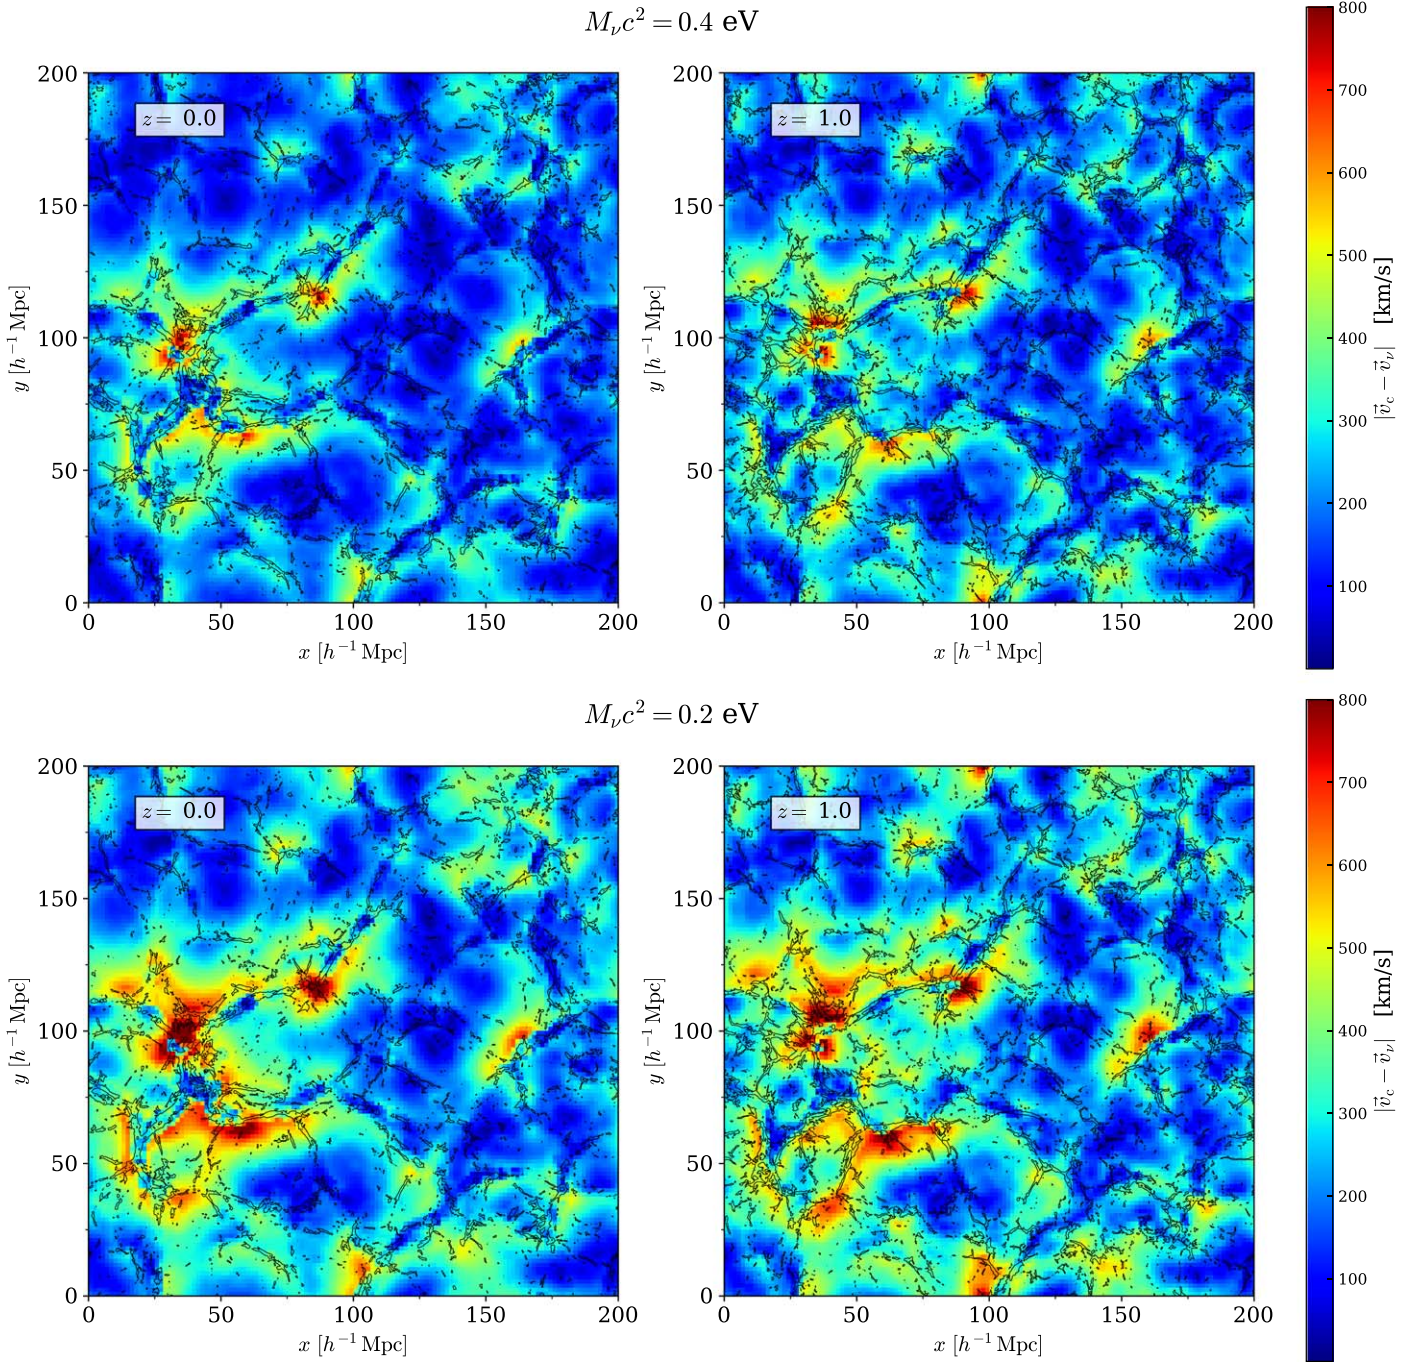 M_ν c² = 0.4 eV
z = 0.0
z = 1.0
200
150
100
50
0
y [h⁻¹ Mpc]
0 50 100 150 200
x [h⁻¹ Mpc]
200
150
100
50
0
y [h⁻¹ Mpc]
0 50 100 150 200
x [h⁻¹ Mpc]
800
700
600
500
400
300
200
100
|v⃗_c − v⃗_ν| [km/s]
M_ν c² = 0.2 eV
z = 0.0
z = 1.0
200
150
100
50
0
y [h⁻¹ Mpc]
0 50 100 150 200
x [h⁻¹ Mpc]
200
150
100
50
0
y [h⁻¹ Mpc]
0 50 100 150 200
x [h⁻¹ Mpc]
800
700
600
500
400
300
200
100
|v⃗_c − v⃗_ν| [km/s]